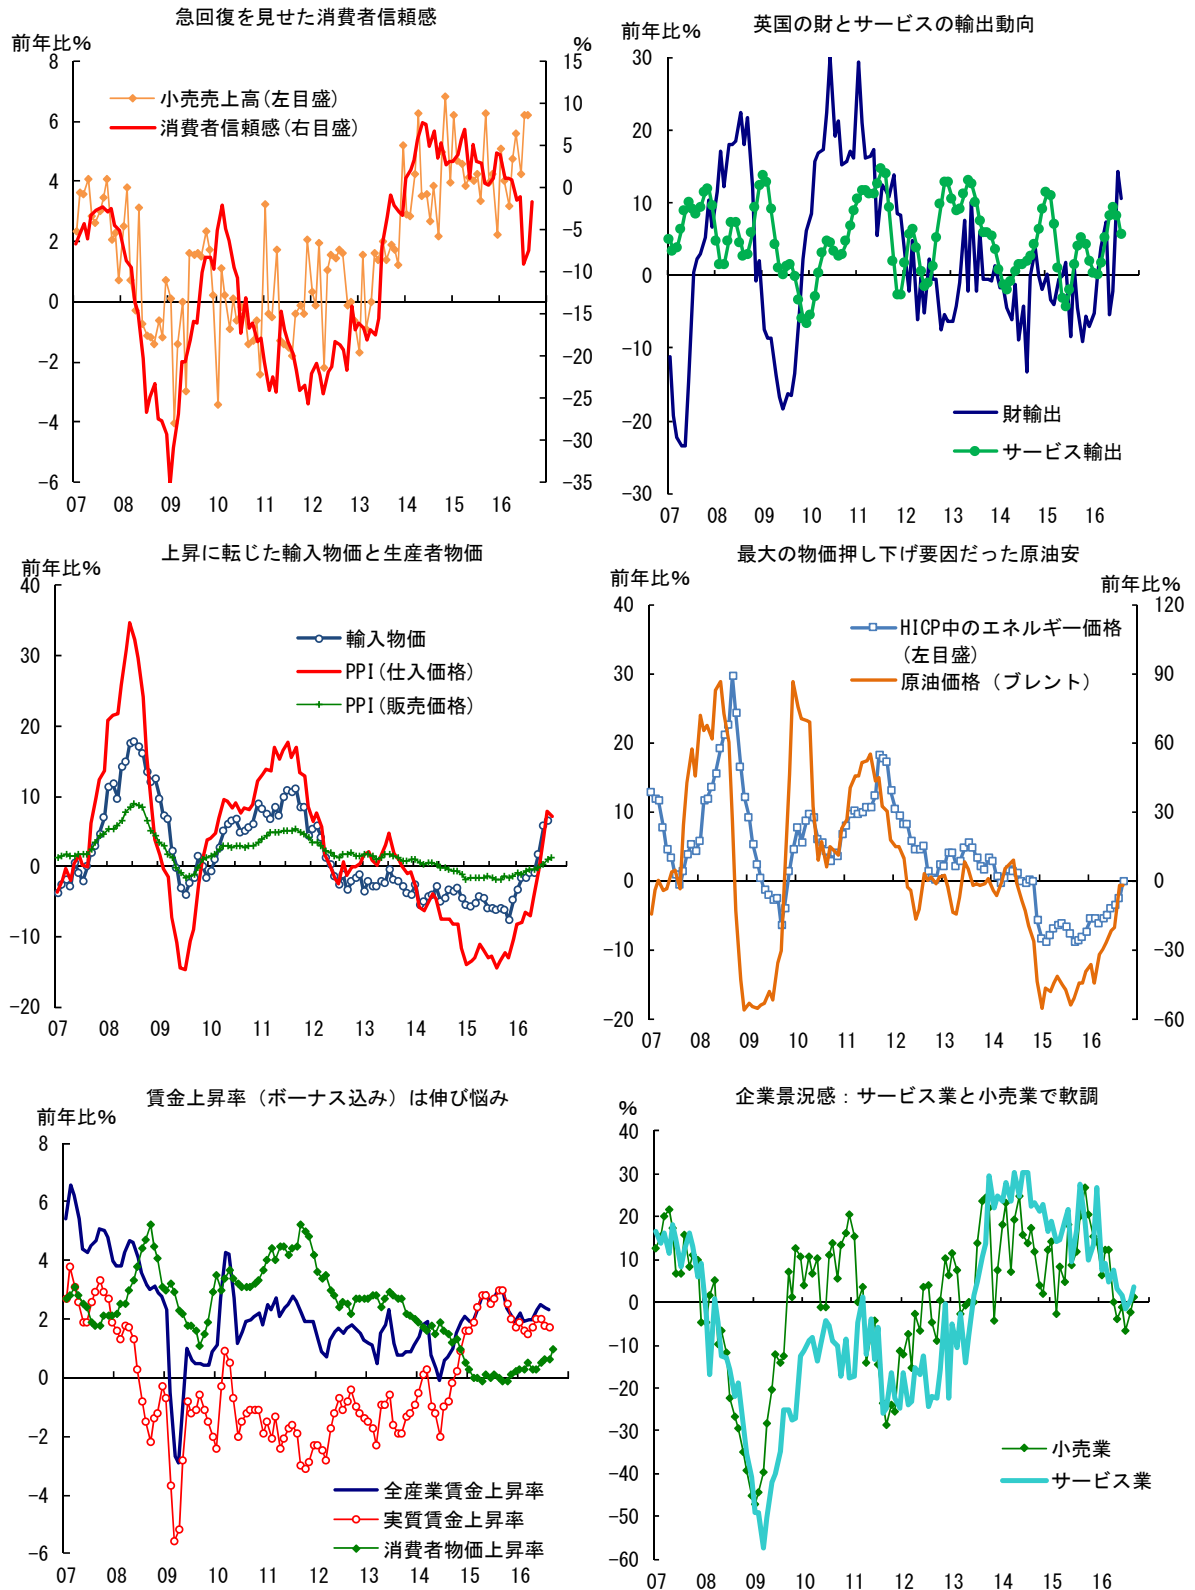 急回復を見せた消費者信頼感
前年比%
%
8
6
4
2
0
-2
-4
-6
15
10
5
0
-5
-10
-15
-20
-25
-30
-35
小売売上高(左目盛)
消費者信頼感(右目盛)
07 08 09 10 11 12 13 14 15 16
英国の財とサービスの輸出動向
前年比%
30
20
10
0
-10
-20
-30
財輸出
サービス輸出
07 08 09 10 11 12 13 14 15 16
上昇に転じた輸入物価と生産者物価
前年比%
40
30
20
10
0
-10
-20
輸入物価
PPI(仕入価格)
PPI(販売価格)
07 08 09 10 11 12 13 14 15 16
最大の物価押し下げ要因だった原油安
前年比%
前年比%
40
30
20
10
0
-10
-20
120
90
60
30
0
-30
-60
HICP中のエネルギー価格
(左目盛)
原油価格（ブレント）
07 08 09 10 11 12 13 14 15 16
賃金上昇率（ボーナス込み）は伸び悩み
前年比%
8
6
4
2
0
-2
-4
-6
全産業賃金上昇率
実質賃金上昇率
消費者物価上昇率
07 08 09 10 11 12 13 14 15 16
企業景況感：サービス業と小売業で軟調
%
40
30
20
10
0
-10
-20
-30
-40
-50
-60
小売業
サービス業
07 08 09 10 11 12 13 14 15 16